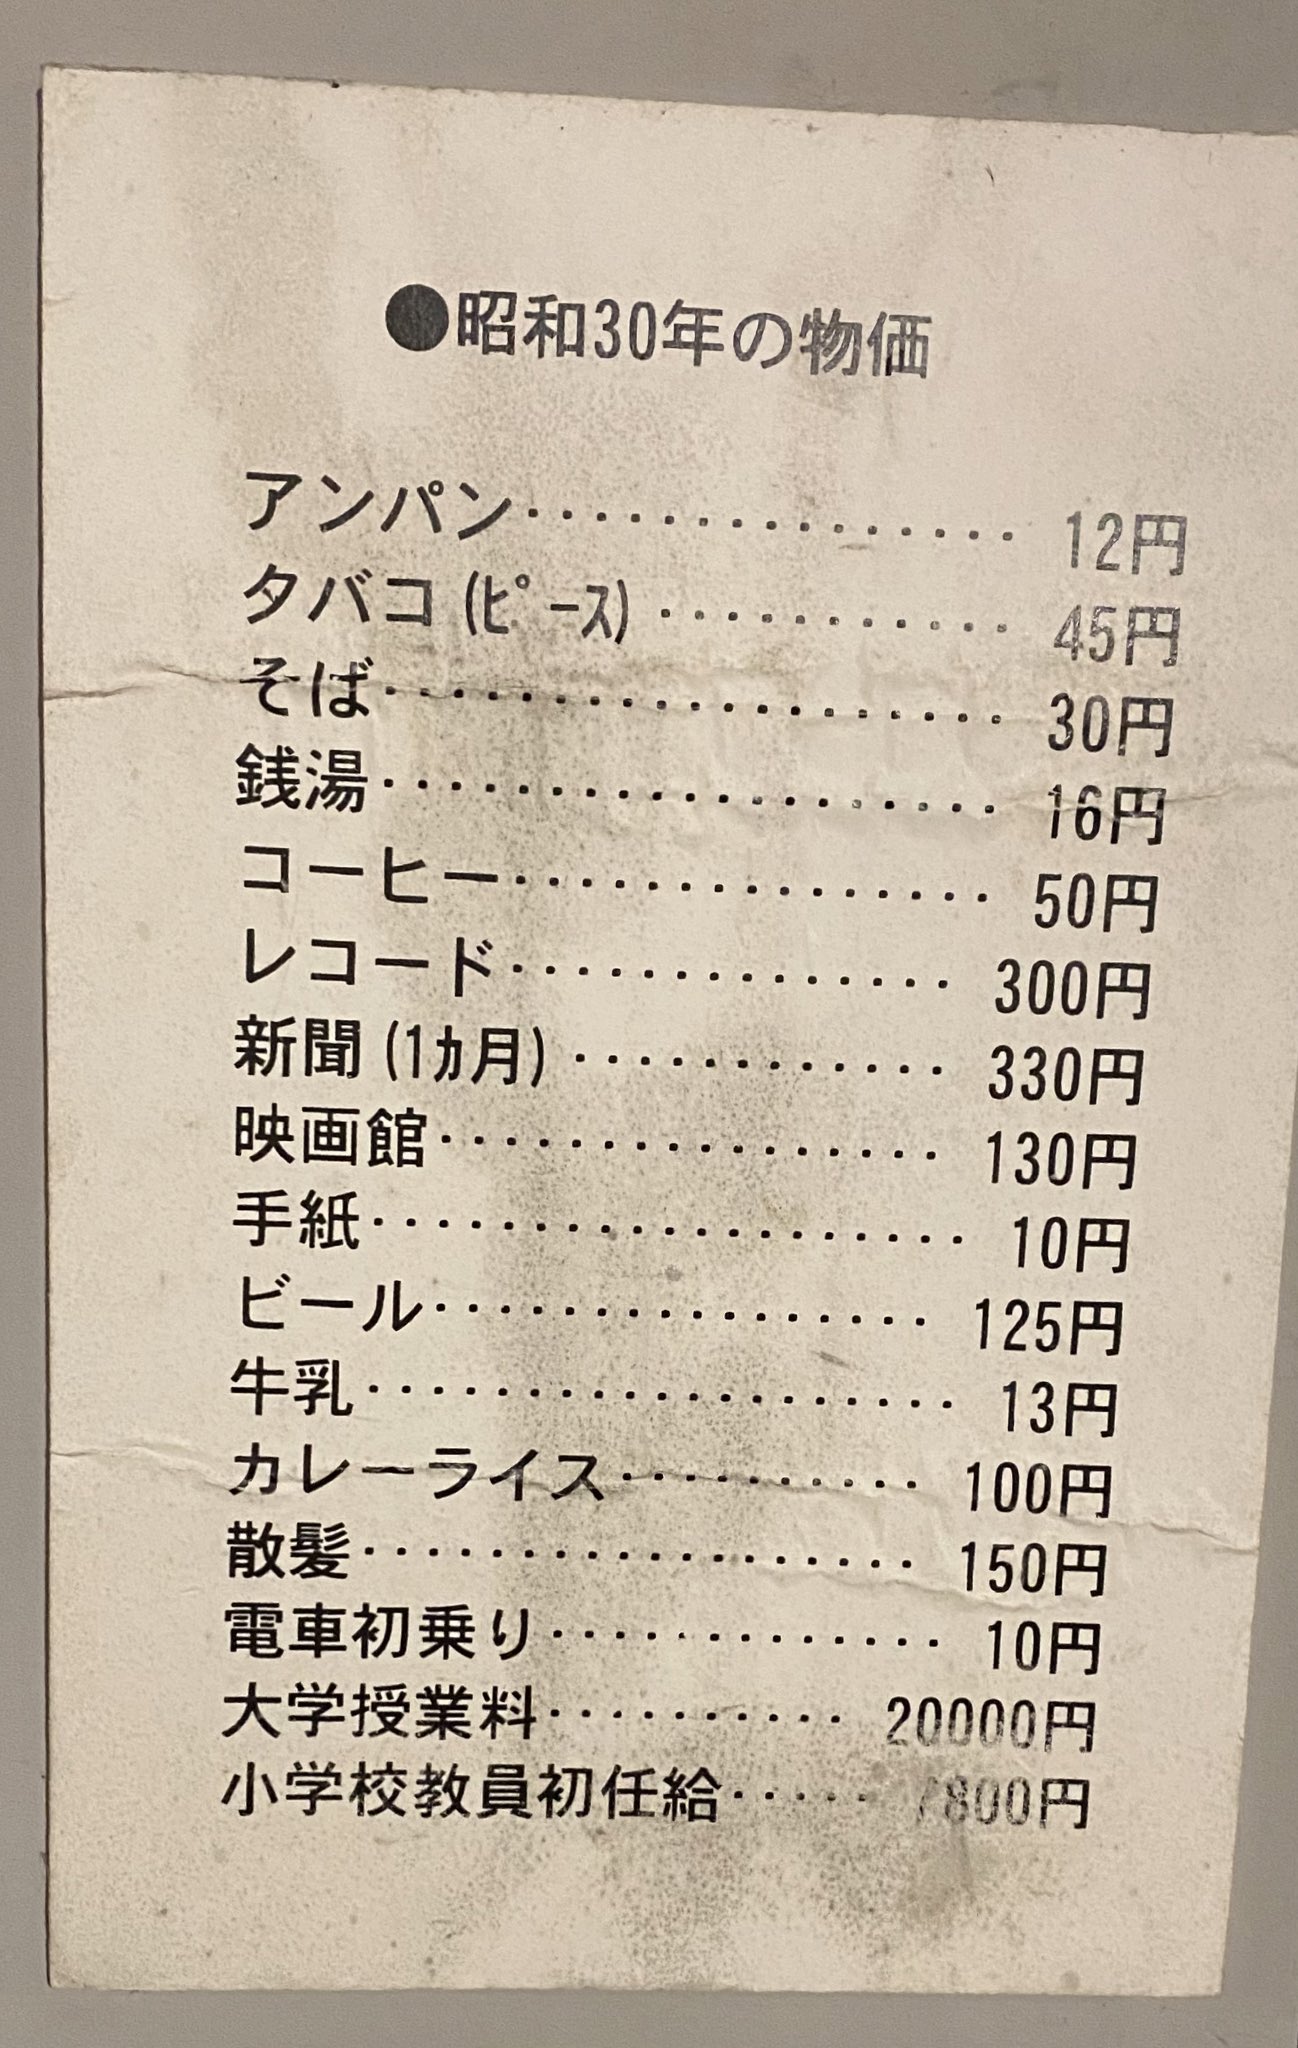 ●昭和30年の物価
アンパン・・・・・・・・・・・・・・・ 12円
タバコ(ﾋﾟｰｽ)・・・・・・・・・・・ 45円
そば・・・・・・・・・・・・・・・・・・・ 30円
銭湯・・・・・・・・・・・・・・・・・・・ 16円
コーヒー・・・・・・・・・・・・・・・ 50円
レコード・・・・・・・・・・・・・・ 300円
新聞(1ｶ月)・・・・・・・・・・・・ 330円
映画館・・・・・・・・・・・・・・・・ 130円
手紙・・・・・・・・・・・・・・・・・・・ 10円
ビール・・・・・・・・・・・・・・・・ 125円
牛乳・・・・・・・・・・・・・・・・・・・ 13円
カレーライス・・・・・・・・・・ 100円
散髪・・・・・・・・・・・・・・・・・・ 150円
電車初乗り・・・・・・・・・・・・・ 10円
大学授業料・・・・・・・・・・ 20000円
小学校教員初任給・・・・・ 7800円